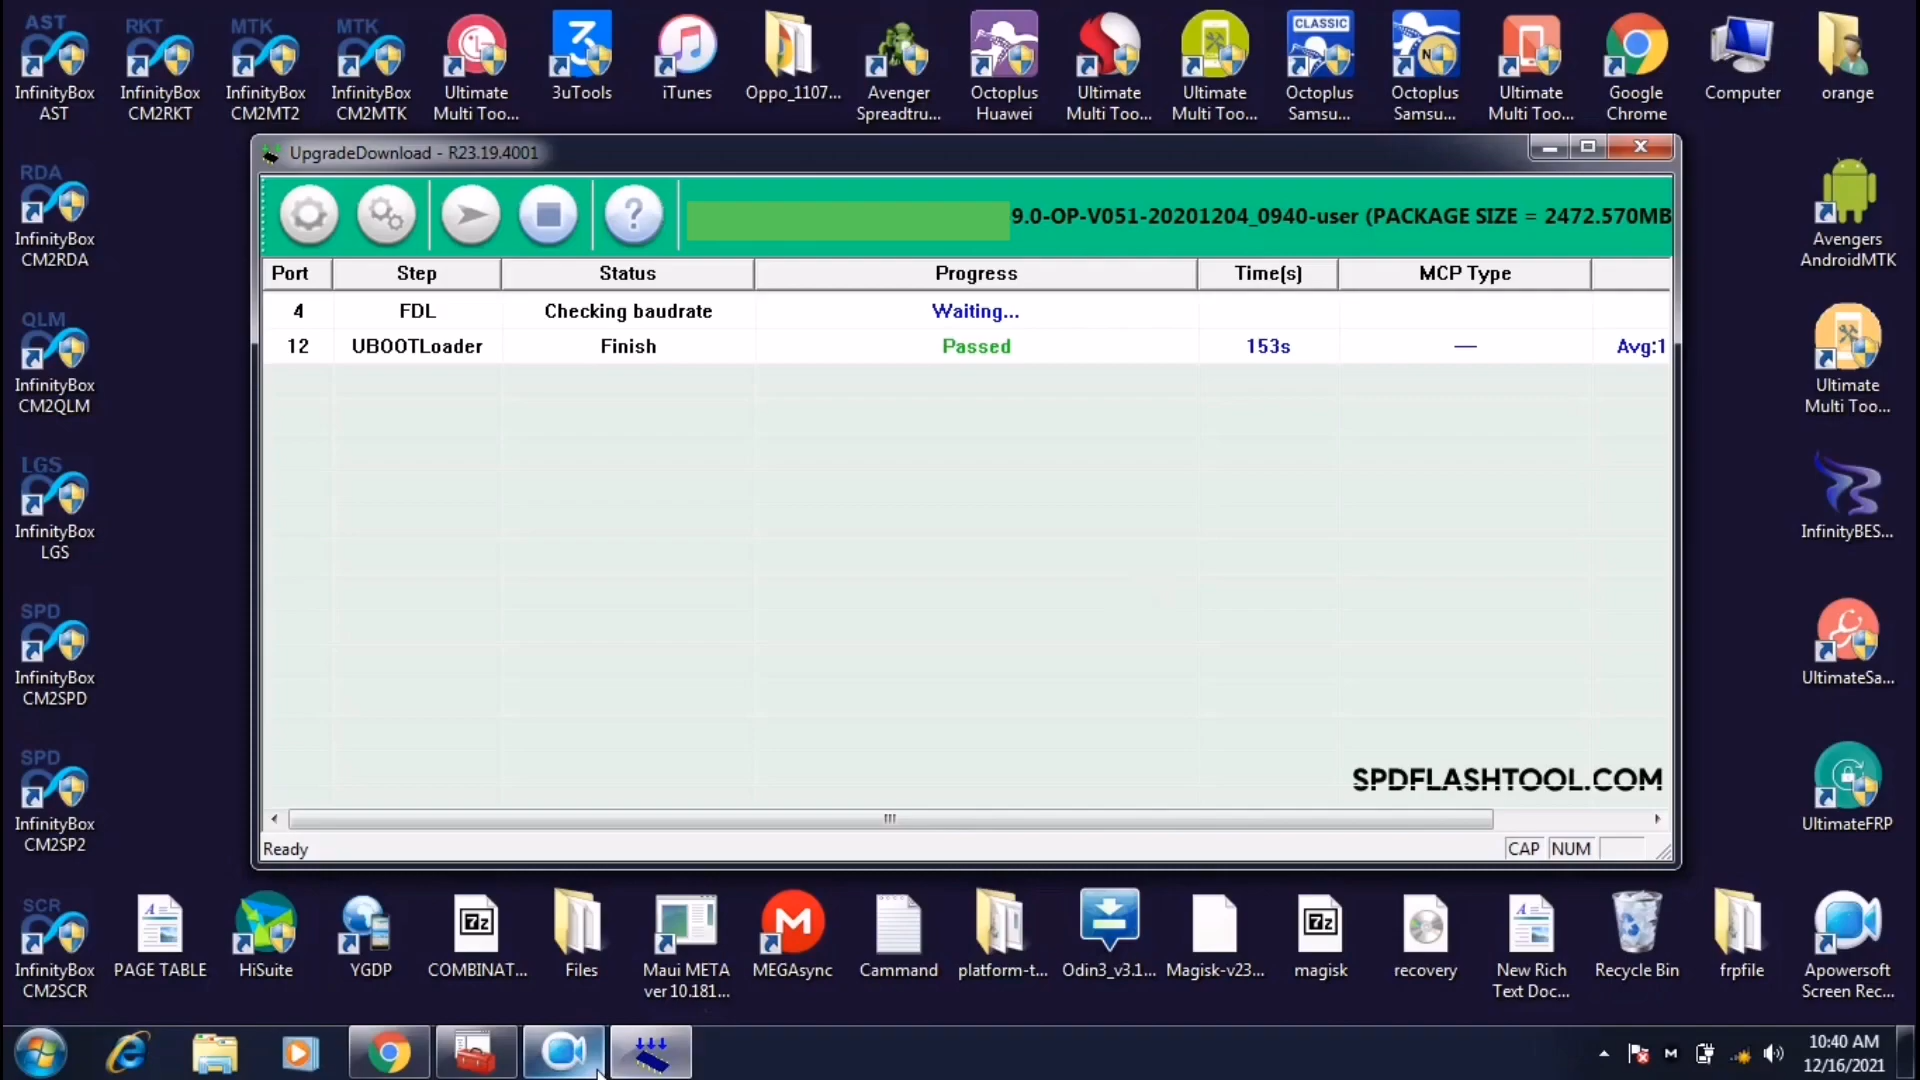 AST
RKT
MTK
MTK
CLASSIC
InfinityBox
AST
InfinityBox
CM2RKT
InfinityBox
CM2MT2
InfinityBox
CM2MTK
Ultimate
Multi Too...
3uTools
iTunes
Oppo_1107...
Avenger
Spreadtru...
Octoplus
Huawei
Ultimate
Multi Too...
Ultimate
Multi Too...
Octoplus
Samsu...
Octoplus
Samsu...
Ultimate
Multi Too...
Google
Chrome
Computer
orange
UpgradeDownload - R23.19.4001
9.0-OP-V051-20201204_0940-user (PACKAGE SIZE = 2472.570MB
Port Step Status Progress Time(s) MCP Type
4 FDL Checking baudrate Waiting...
12 UBOOTLoader Finish Passed 153s — Avg:1
SPDFLASHTOOL.COM
Ready
CAP NUM
RDA
InfinityBox
CM2RDA
QLM
InfinityBox
CM2QLM
LGS
InfinityBox
LGS
SPD
InfinityBox
CM2SPD
SPD
InfinityBox
CM2SP2
SCR
InfinityBox
CM2SCR
Avengers
AndroidMTK
Ultimate
Multi Too...
InfinityBES...
UltimateSa...
UltimateFRP
PAGE TABLE
HiSuite
YGDP
7z
COMBINAT...
Files
Maui META
ver 10.181...
MEGAsync
Cammand
platform-t...
Odin3_v3.1...
Magisk-v23...
7z
magisk
recovery
New Rich
Text Doc...
Recycle Bin
frpfile
Apowersoft
Screen Rec...
10:40 AM
12/16/2021